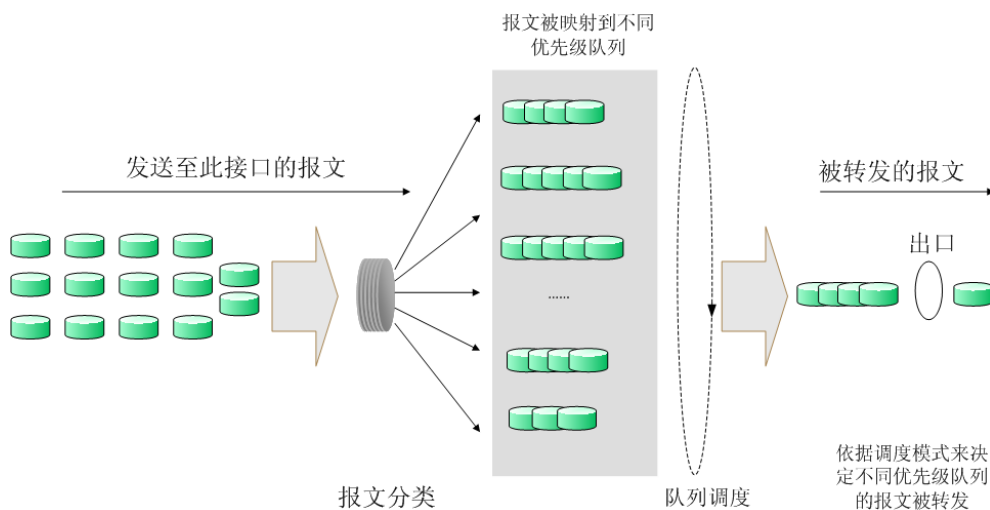 报文被映射到不同
优先级队列
发送至此接口的报文
被转发的报文
出口
......
报文分类
队列调度
依据调度模式来决
定不同优先级队列
的报文被转发